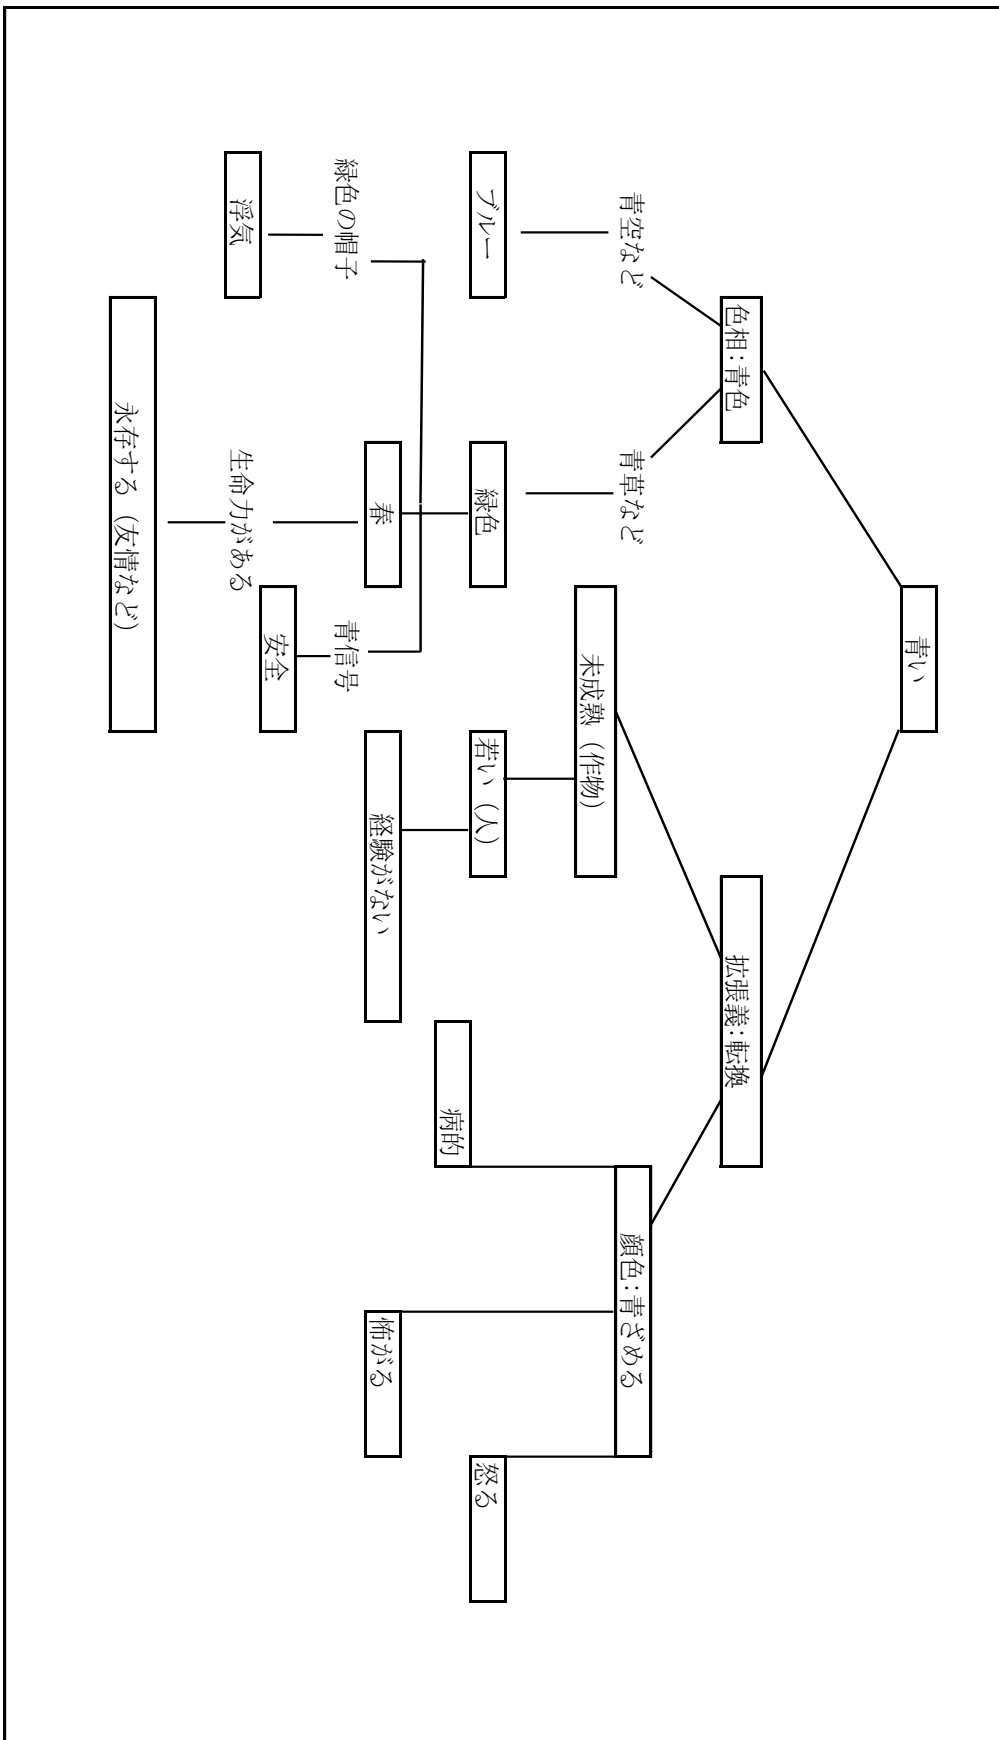 青い
色相：青色
拡張義：転換
青空など
青草など
未成熟（作物）
顔色：青ざめる
ブルー
緑色
若い（人）
病的
怒る
緑色の帽子
春
青信号
経験がない
怖がる
浮気
生命力がある
安全
永存する（友情など）